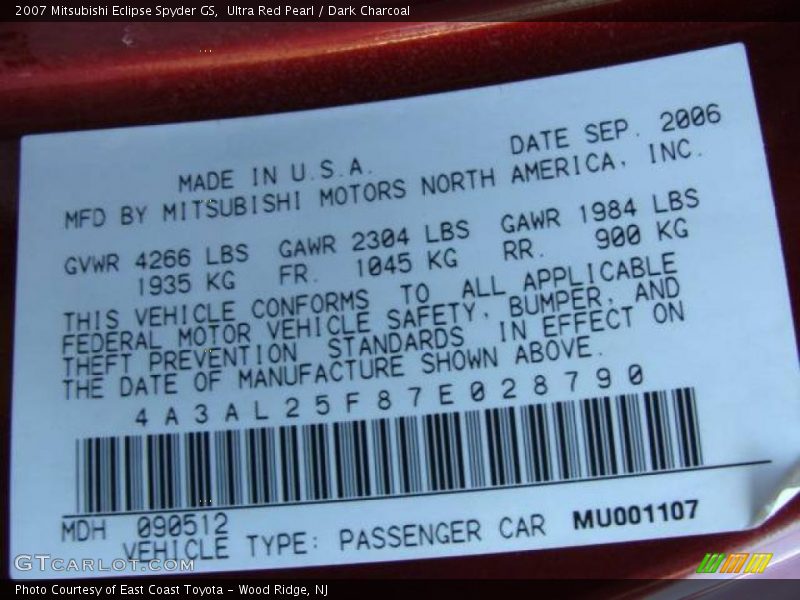 2007 Mitsubishi Eclipse Spyder GS,  Ultra Red Pearl / Dark Charcoal
DATE SEP. 2006
MADE IN U.S.A.
MFD BY MITSUBISHI MOTORS NORTH AMERICA, INC.
GVWR 4266 LBS GAWR 2304 LBS GAWR 1984 LBS
1935 KG FR. 1045 KG RR. 900 KG
THIS VEHICLE CONFORMS TO ALL APPLICABLE
FEDERAL MOTOR VEHICLE SAFETY, BUMPER, AND
THEFT PREVENTION STANDARDS IN EFFECT ON
THE DATE OF MANUFACTURE SHOWN ABOVE.
4A3AL25F87E028790
MDH 090512
VEHICLE TYPE: PASSENGER CAR MU001107
GTCARLOT.COM
Photo Courtesy of East Coast Toyota - Wood Ridge, NJ